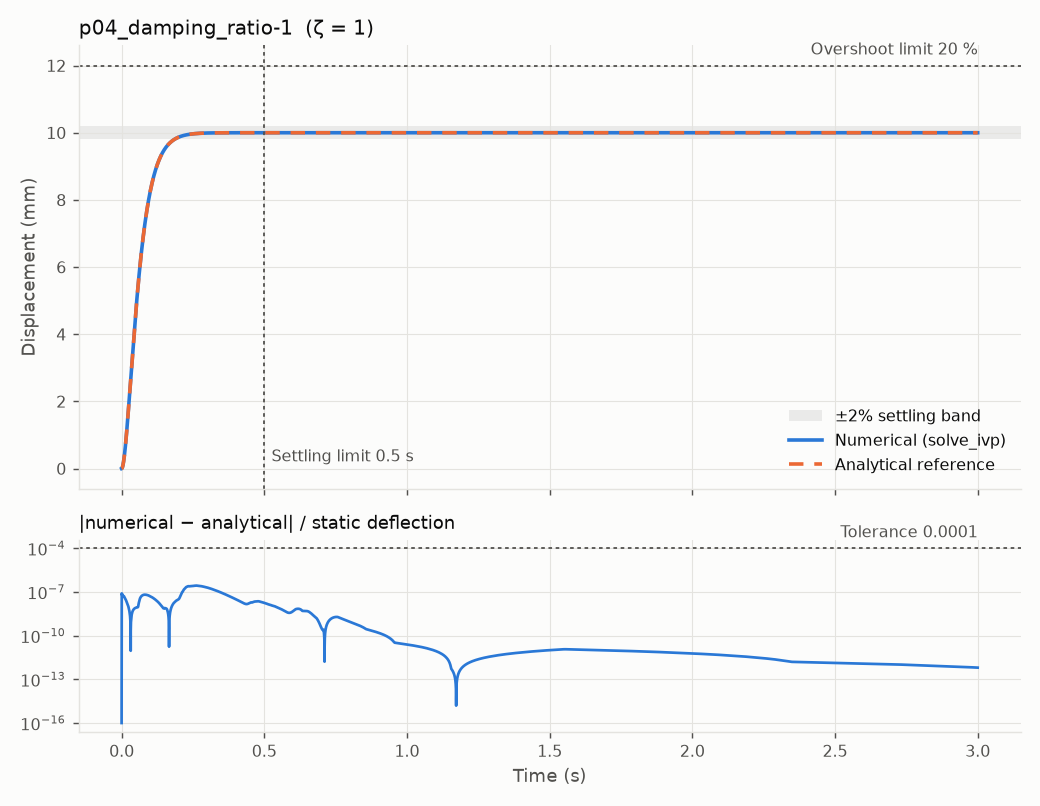 p04_damping_ratio-1  (ζ = 1)
Overshoot limit 20 %
12
10
8
6
4
2
0
Displacement (mm)
Settling limit 0.5 s
±2% settling band
Numerical (solve_ivp)
Analytical reference
|numerical − analytical| / static deflection
Tolerance 0.0001
10⁻⁴
10⁻⁷
10⁻¹⁰
10⁻¹³
10⁻¹⁶
0.0 0.5 1.0 1.5 2.0 2.5 3.0
Time (s)